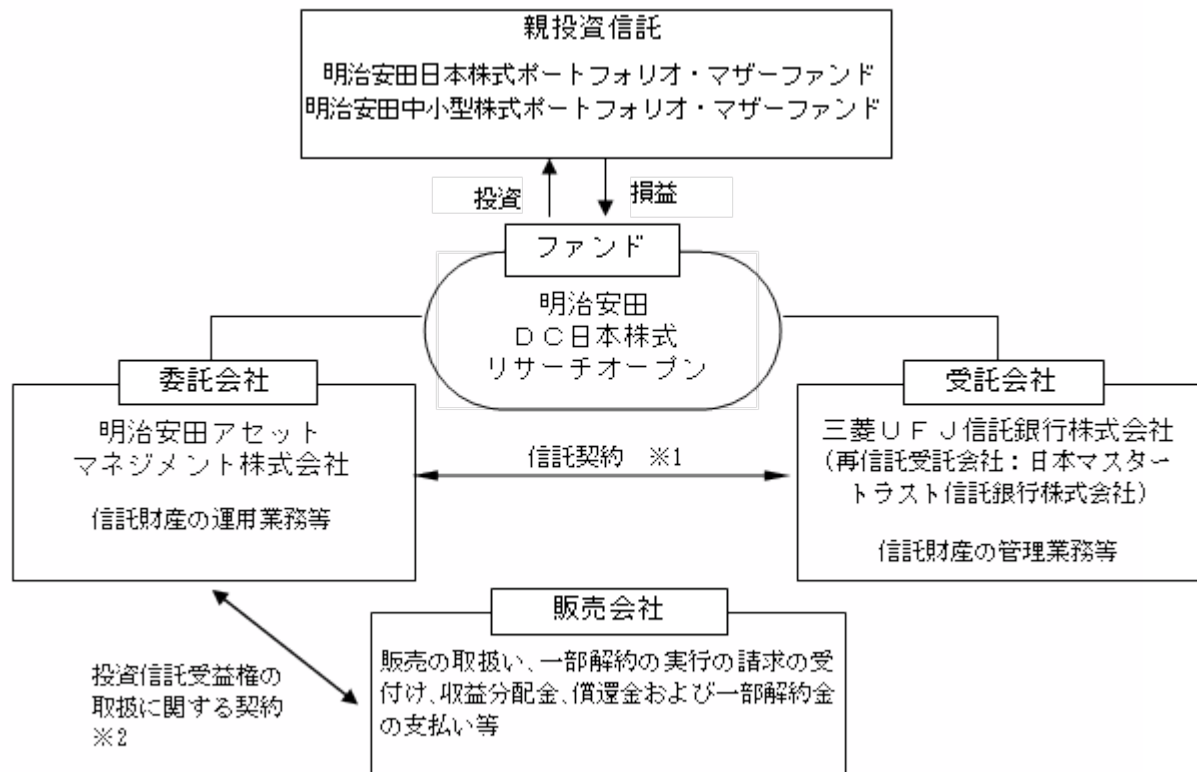 親投資信託
明治安田日本株式ポートフォリオ・マザーファンド
明治安田中小型株式ポートフォリオ・マザーファンド
投資
損益
ファンド
明治安田
ＤＣ日本株式
リサーチオープン
委託会社
明治安田アセット
マネジメント株式会社
信託財産の運用業務等
信託契約　※1
受託会社
三菱ＵＦＪ信託銀行株式会社
(再信託受託会社：日本マスター
トラスト信託銀行株式会社)
信託財産の管理業務等
投資信託受益権の
取扱に関する契約
※2
販売会社
販売の取扱い、一部解約の実行の請求の受
付け、収益分配金、償還金および一部解約金
の支払い等